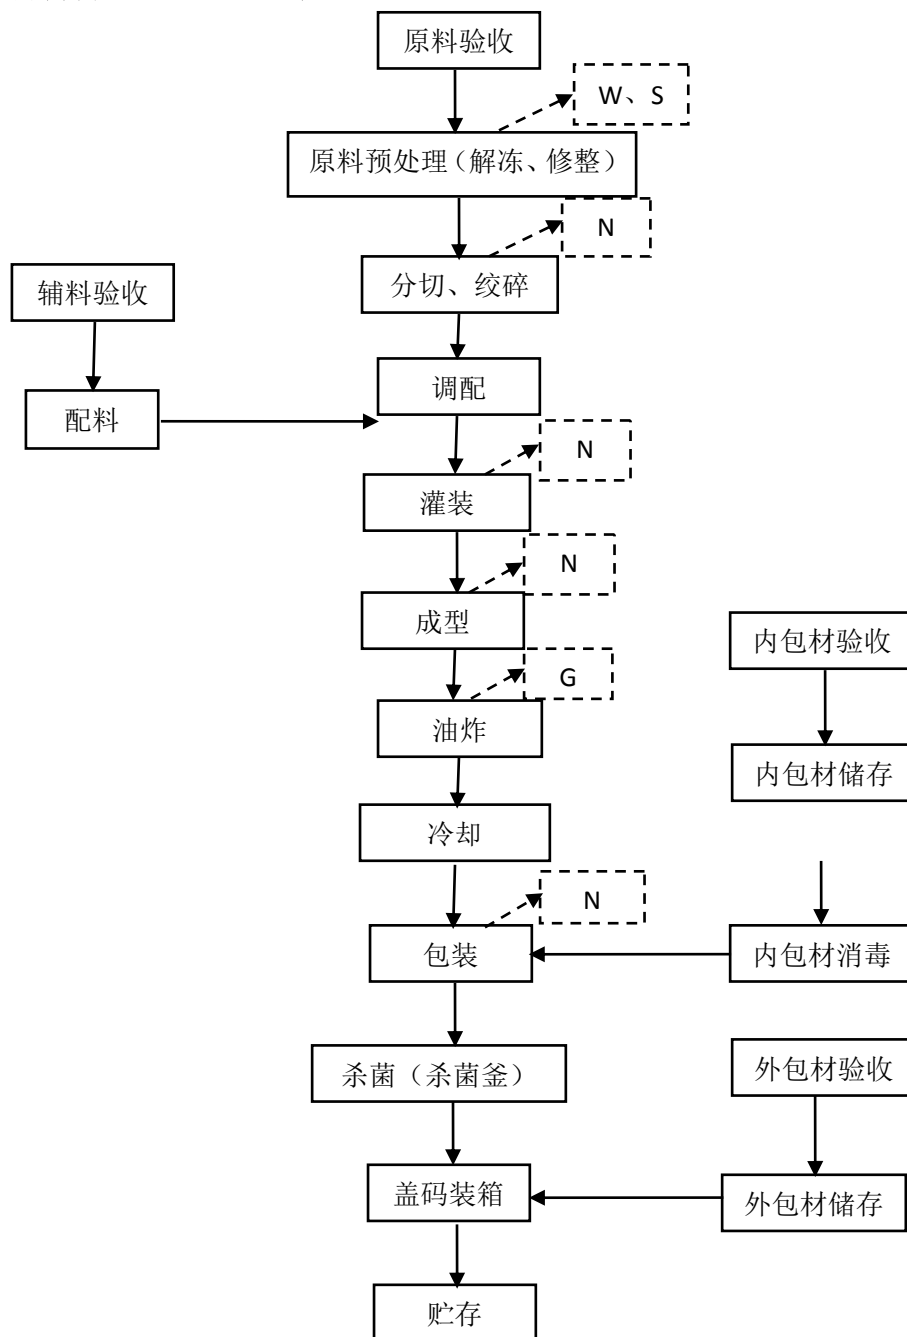 原料验收
W、S
原料预处理（解冻、修整）
N
分切、绞碎
辅料验收
调配
配料
N
灌装
N
成型
内包材验收
G
油炸
内包材储存
冷却
N
包装
内包材消毒
杀菌（杀菌釜）
外包材验收
盖码装箱
外包材储存
贮存